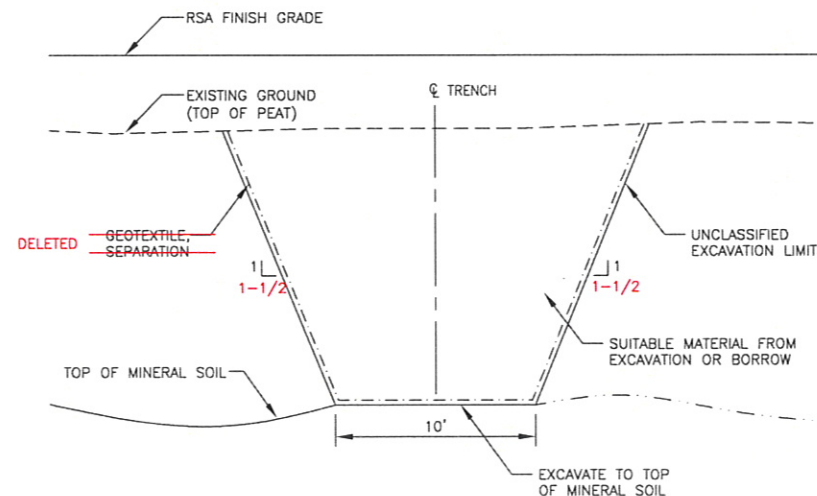 RSA FINISH GRADE
EXISTING GROUND
(TOP OF PEAT)
℄ TRENCH
DELETED
GEOTEXTILE,
SEPARATION
UNCLASSIFIED
EXCAVATION LIMIT
1
1-1/2
1
1-1/2
SUITABLE MATERIAL FROM
EXCAVATION OR BORROW
TOP OF MINERAL SOIL
10'
EXCAVATE TO TOP
OF MINERAL SOIL